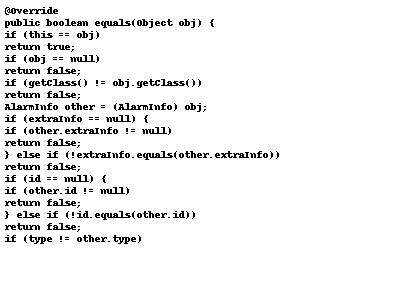 @Override
public boolean equals(Object obj) {
if (this == obj)
return true;
if (obj == null)
return false;
if (getClass() != obj.getClass())
return false;
AlarmInfo other = (AlarmInfo) obj;
if (extraInfo == null) {
if (other.extraInfo != null)
return false;
} else if (!extraInfo.equals(other.extraInfo))
return false;
if (id == null) {
if (other.id != null)
return false;
} else if (!id.equals(other.id))
return false;
if (type != other.type)